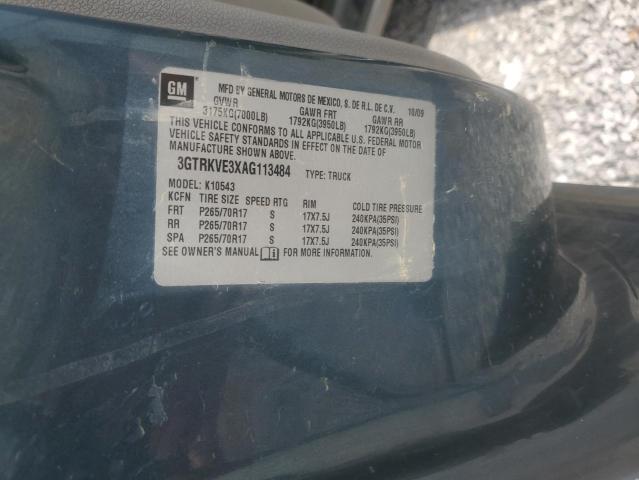 GM
MFD BY GENERAL MOTORS DE MEXICO, S. DE R.L. DE C.V. 10/09
GVWR GAWR FRT GAWR RR
3175KG(7000LB) 1792KG(3950LB) 1792KG(3950LB)
THIS VEHICLE CONFORMS TO ALL APPLICABLE U.S. FEDERAL MOTOR
VEHICLE SAFETY STANDARDS IN EFFECT ON THE DATE OF
MANUFACTURE SHOWN ABOVE.
3GTRKVE3XAG113484 TYPE: TRUCK
MODEL: K10543
KCFN TIRE SIZE SPEED RTG RIM COLD TIRE PRESSURE
FRT P265/70R17 S 17X7.5J 240KPA(35PSI)
RR P265/70R17 S 17X7.5J 240KPA(35PSI)
SPA P265/70R17 S 17X7.5J 240KPA(35PSI)
SEE OWNER'S MANUAL FOR MORE INFORMATION.